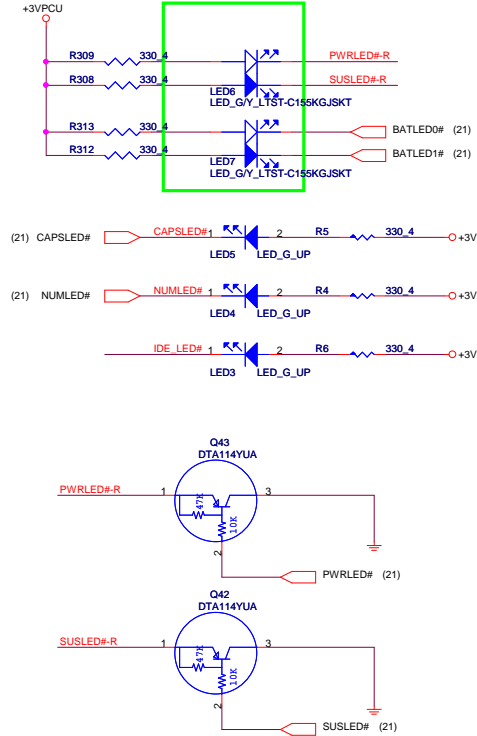 +3VPCU
R309 330_4 PWRLED#-R
R308 330_4 SUSLED#-R
LED6
LED_G/Y_LTST-C155KGJSKT
R313 330_4 BATLED0# (21)
R312 330_4 BATLED1# (21)
LED7
LED_G/Y_LTST-C155KGJSKT
(21) CAPSLED# CAPSLED# 1 2 R5 330_4 +3V
LED5 LED_G_UP
(21) NUMLED# NUMLED# 1 2 R4 330_4 +3V
LED4 LED_G_UP
IDE_LED# 1 2 R6 330_4 +3V
LED3 LED_G_UP
Q43
DTA114YUA
PWRLED#-R 1 3
47K
10K
2
PWRLED# (21)
Q42
DTA114YUA
SUSLED#-R 1 3
47K
10K
2
SUSLED# (21)